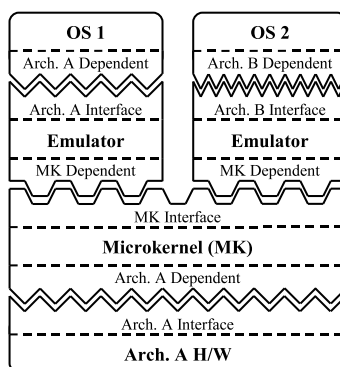 OS 1
Arch. A Dependent
Arch. A Interface
Emulator
MK Dependent
OS 2
Arch. B Dependent
Arch. B Interface
Emulator
MK Dependent
MK Interface
Microkernel (MK)
Arch. A Dependent
Arch. A Interface
Arch. A H/W